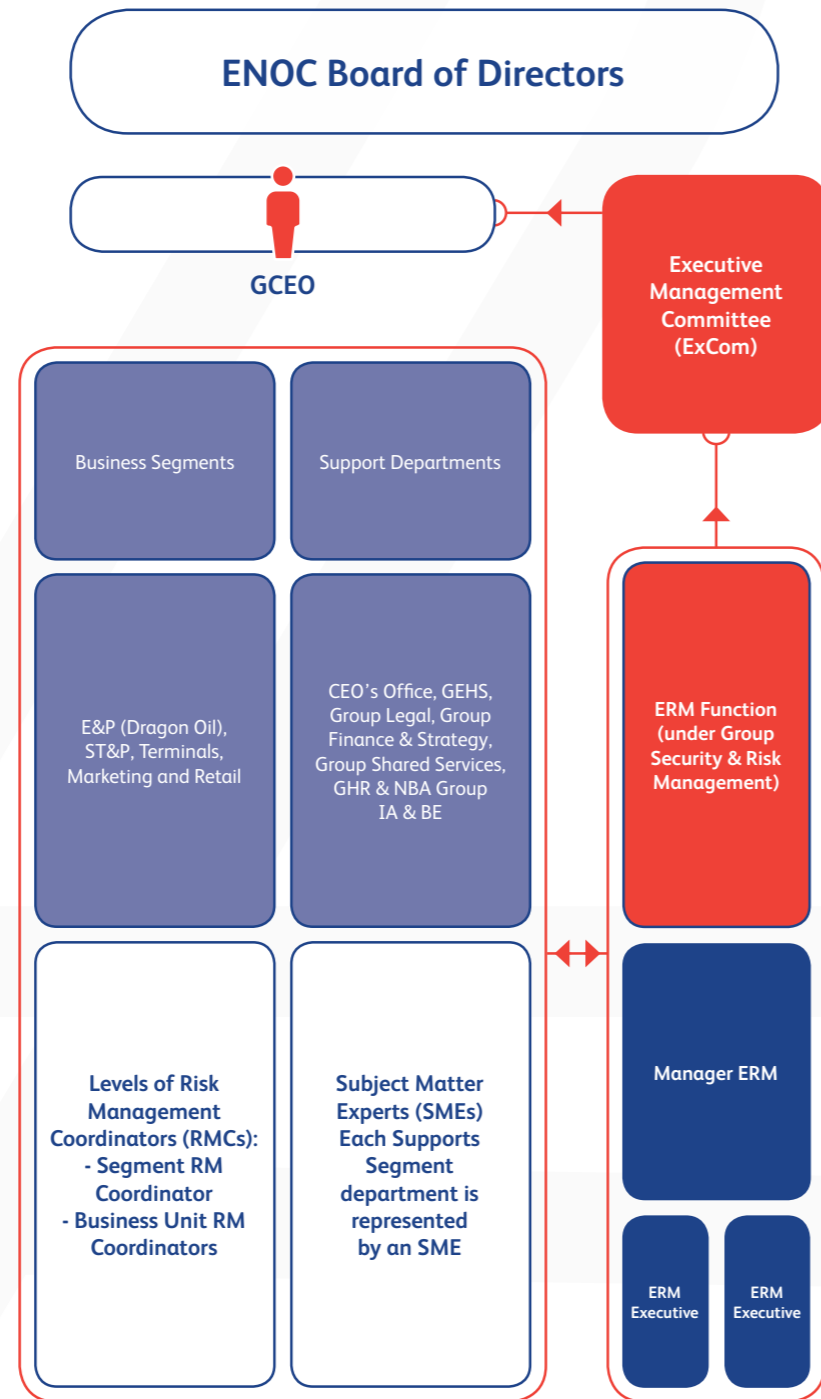 ENOC Board of Directors
GCEO
Executive
Management
Committee
(ExCom)
Business Segments
Support Departments
E&P (Dragon Oil),
ST&P, Terminals,
Marketing and Retail
CEO's Office, GEHS,
Group Legal, Group
Finance & Strategy,
Group Shared Services,
GHR & NBA Group
IA & BE
ERM Function
(under Group
Security & Risk
Management)
Levels of Risk
Management
Coordinators (RMCs):
- Segment RM
Coordinator
- Business Unit RM
Coordinators
Subject Matter
Experts (SMEs)
Each Supports
Segment
department is
represented
by an SME
Manager ERM
ERM
Executive
ERM
Executive